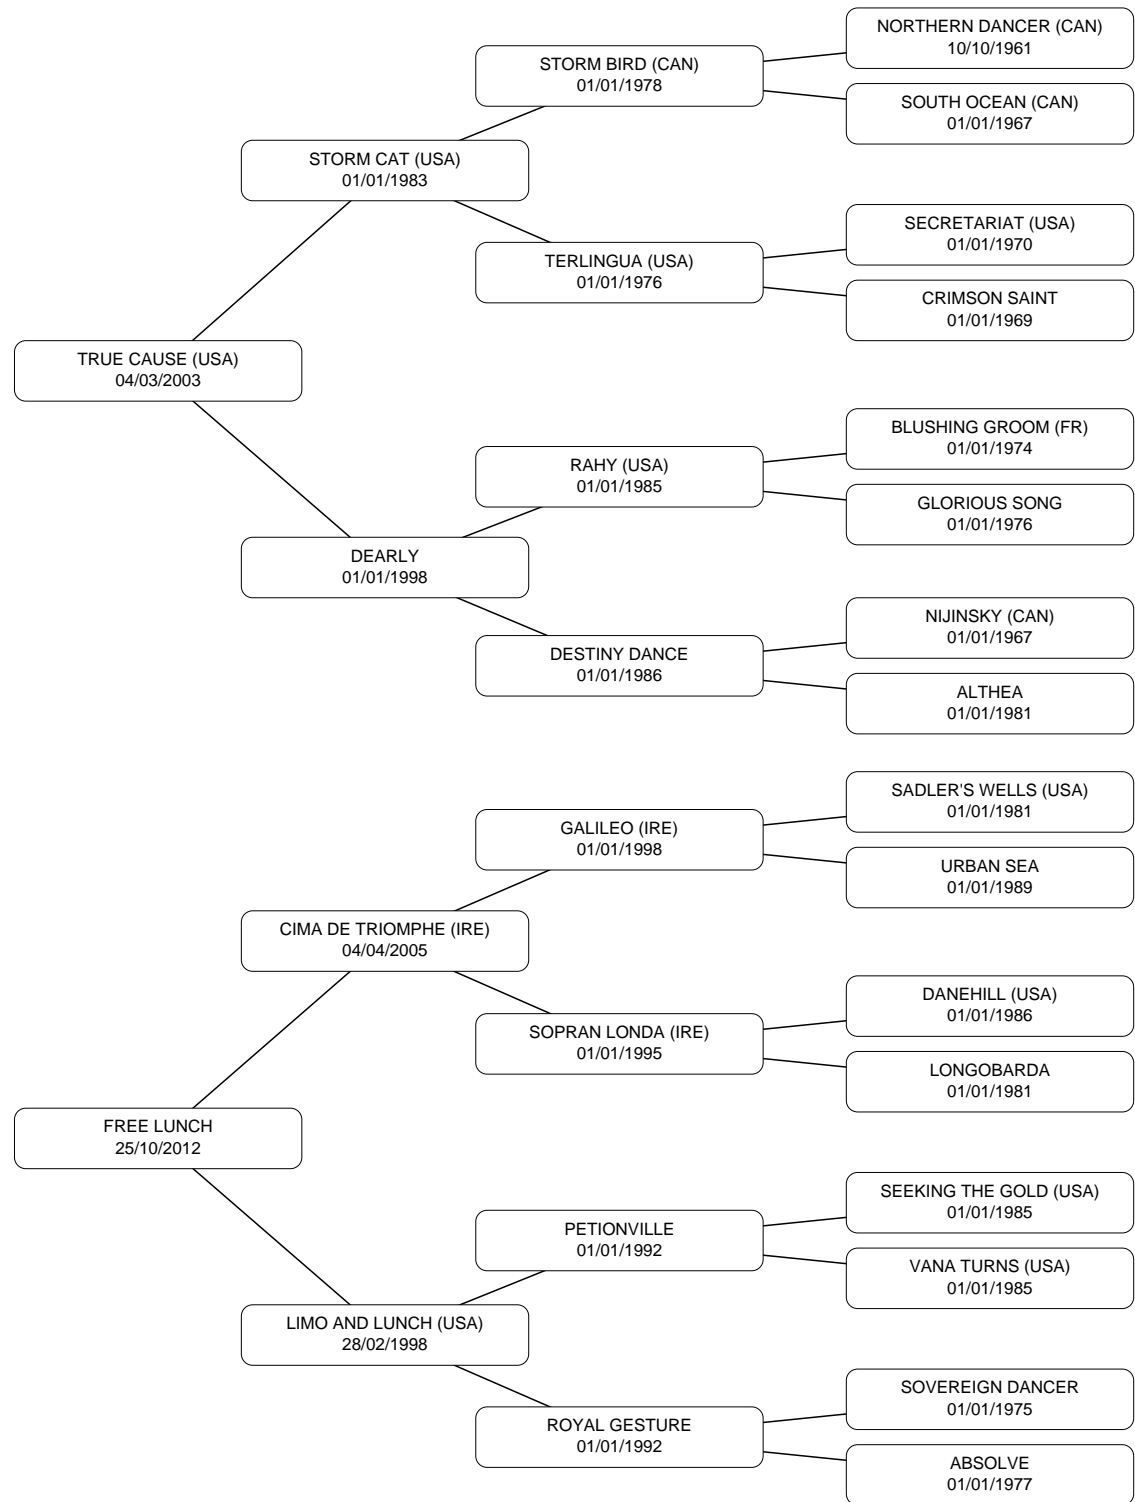 NORTHERN DANCER (CAN)
10/10/1961
STORM BIRD (CAN)
01/01/1978
SOUTH OCEAN (CAN)
01/01/1967
STORM CAT (USA)
01/01/1983
SECRETARIAT (USA)
01/01/1970
TERLINGUA (USA)
01/01/1976
CRIMSON SAINT
01/01/1969
TRUE CAUSE (USA)
04/03/2003
BLUSHING GROOM (FR)
01/01/1974
RAHY (USA)
01/01/1985
GLORIOUS SONG
01/01/1976
DEARLY
01/01/1998
NIJINSKY (CAN)
01/01/1967
DESTINY DANCE
01/01/1986
ALTHEA
01/01/1981
SADLER'S WELLS (USA)
01/01/1981
GALILEO (IRE)
01/01/1998
URBAN SEA
01/01/1989
CIMA DE TRIOMPHE (IRE)
04/04/2005
DANEHILL (USA)
01/01/1986
SOPRAN LONDA (IRE)
01/01/1995
LONGOBARDA
01/01/1981
FREE LUNCH
25/10/2012
SEEKING THE GOLD (USA)
01/01/1985
PETIONVILLE
01/01/1992
VANA TURNS (USA)
01/01/1985
LIMO AND LUNCH (USA)
28/02/1998
SOVEREIGN DANCER
01/01/1975
ROYAL GESTURE
01/01/1992
ABSOLVE
01/01/1977